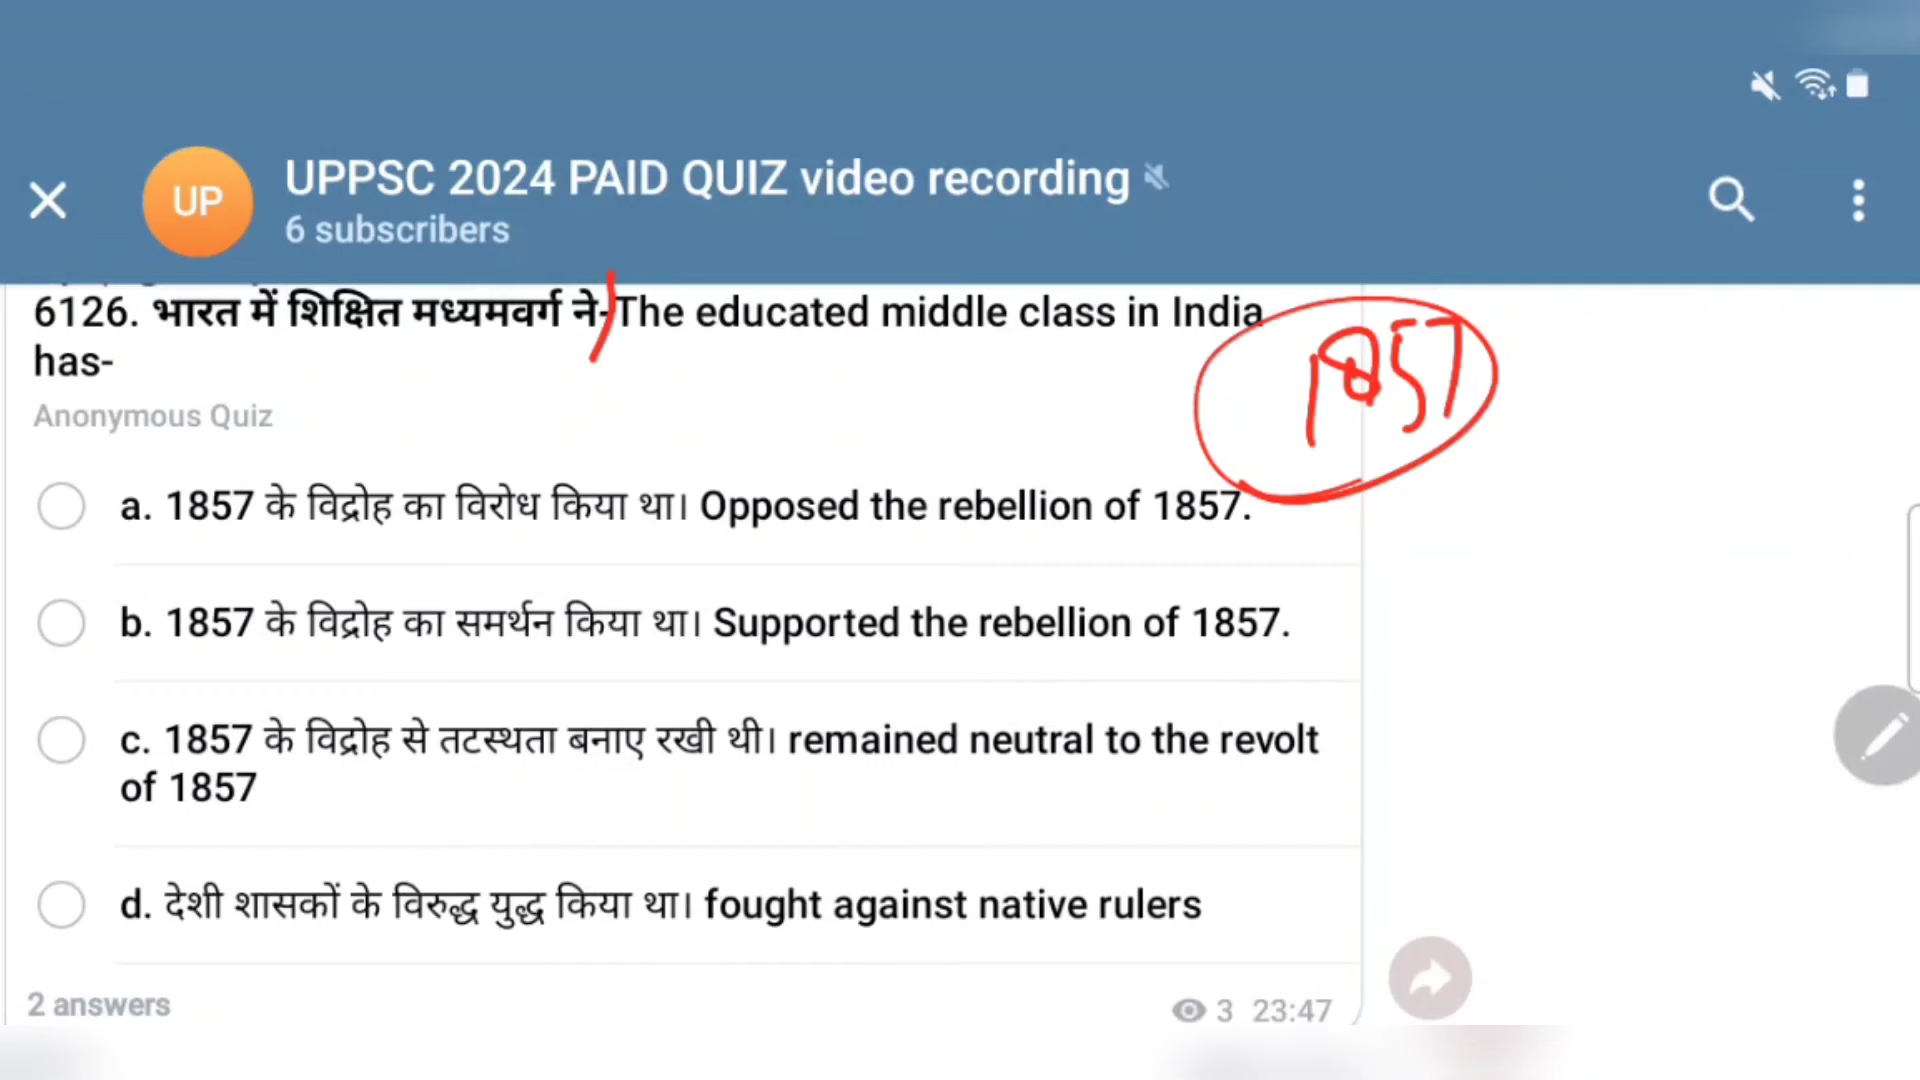 UP
UPPSC 2024 PAID QUIZ video recording
6 subscribers
6126. भारत में शिक्षित मध्यमवर्ग ने- The educated middle class in India
has-
1857
Anonymous Quiz
a. 1857 के विद्रोह का विरोध किया था। Opposed the rebellion of 1857.
b. 1857 के विद्रोह का समर्थन किया था। Supported the rebellion of 1857.
c. 1857 के विद्रोह से तटस्थता बनाए रखी थी। remained neutral to the revolt
of 1857
d. देशी शासकों के विरुद्ध युद्ध किया था। fought against native rulers
2 answers
3 23:47